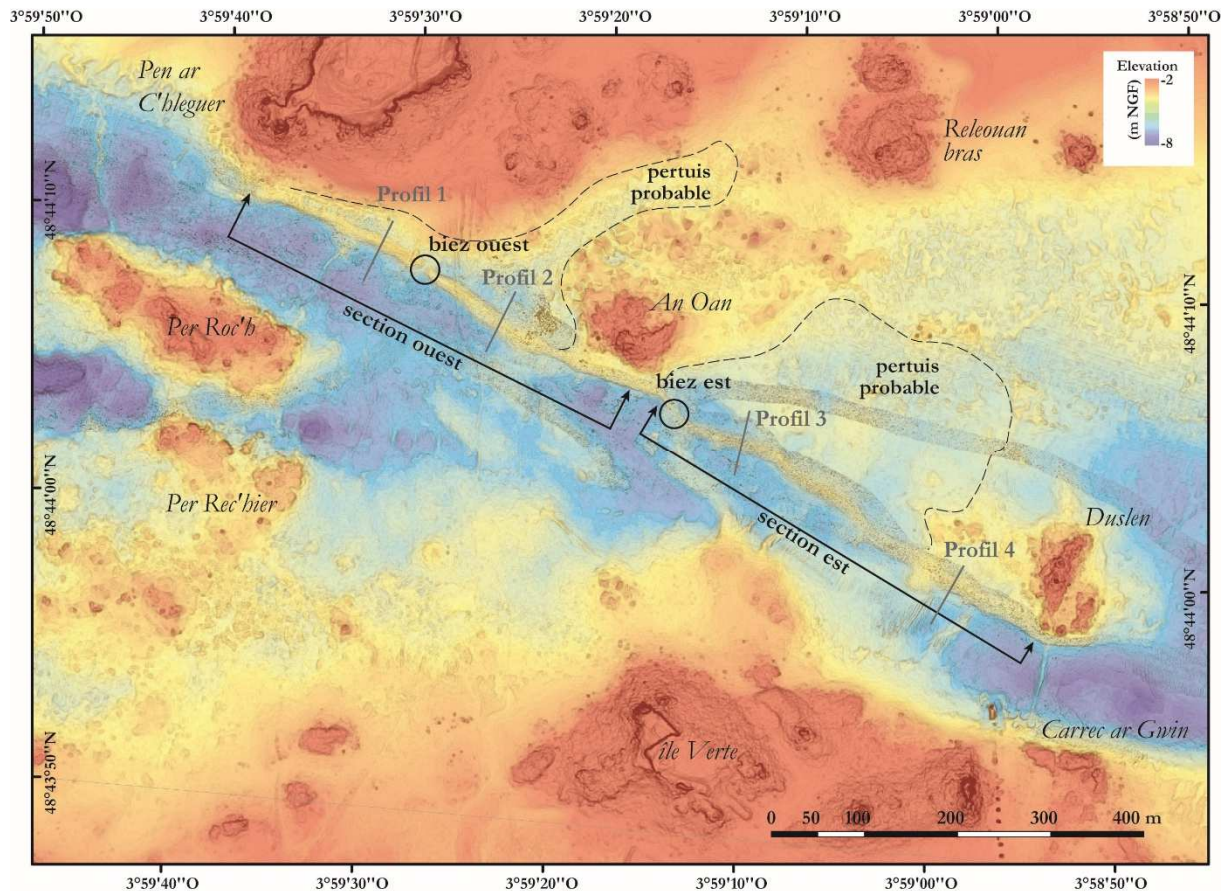 3°59'50''O 3°59'40''O 3°59'30''O 3°59'20''O 3°59'10''O 3°59'00''O 3°58'50''O
Pen ar
C'hleguer
Elevation
-2
(m NGF)
-8
Releouan
bras
pertuis
probable
48°44'10''N
Profil 1
biez ouest
Profil 2
An Oan
48°44'10''N
Per Roc'h
section ouest
biez est
pertuis
probable
Profil 3
Per Rec'hier
48°44'00''N
Duslen
section est
Profil 4
48°44'00''N
île Verte
Carrec ar Gwin
48°43'50''N
0 50 100 200 300 400 m
3°59'40''O 3°59'30''O 3°59'20''O 3°59'10''O 3°59'00''O 3°58'50''O